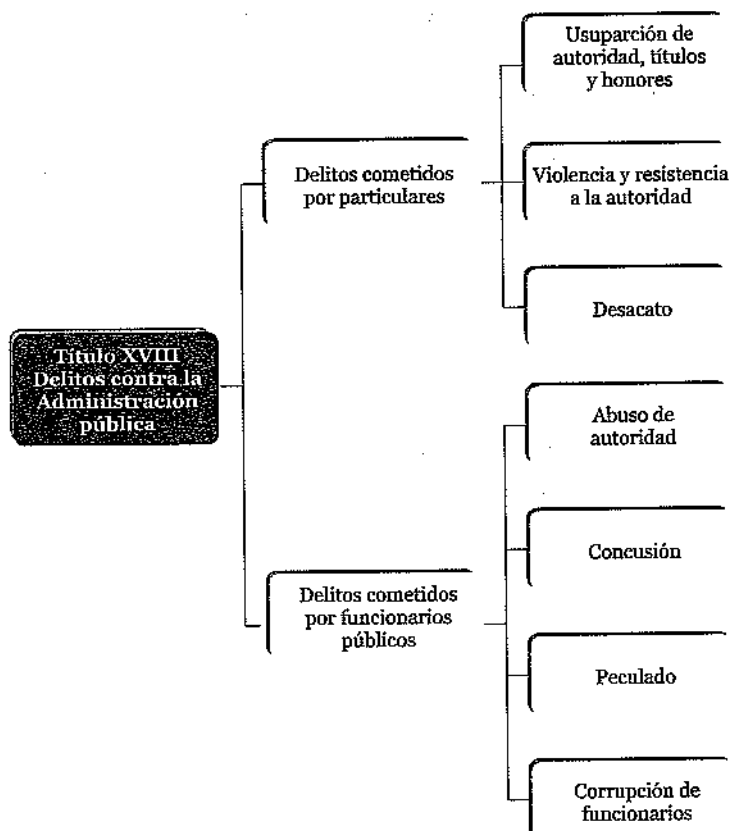 Título XVIII
Delitos contra la
Administración
pública
Delitos cometidos
por particulares
Usuparción de
autoridad, títulos
y honores
Violencia y resistencia
a la autoridad
Desacato
Delitos cometidos
por funcionarios
públicos
Abuso de
autoridad
Concusión
Peculado
Corrupción de
funcionarios